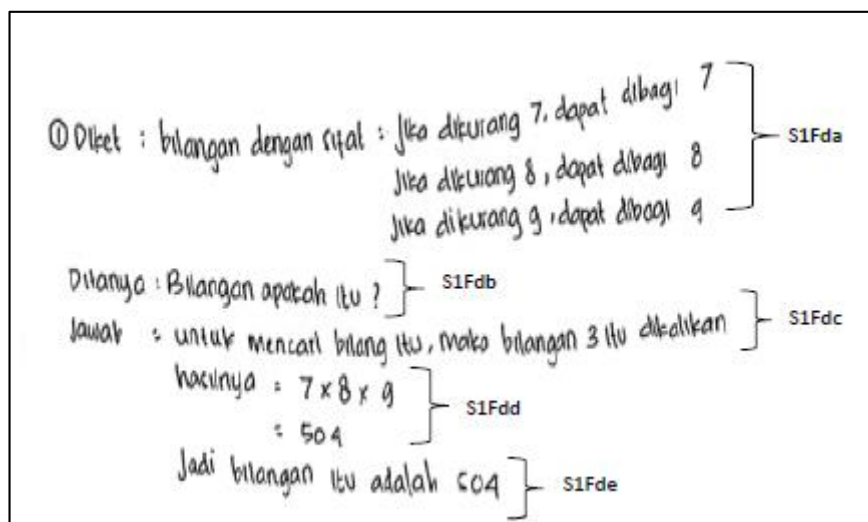 ① Diket : bilangan dengan sifat : Jika dikurang 7, dapat dibagi 7
Jika dikurang 8, dapat dibagi 8
Jika dikurang 9, dapat dibagi 9
S1Fda
Ditanya : Bilangan apakah itu ?
S1Fdb
Jawab : untuk mencari bilang itu, maka bilangan 3 itu dikalikan
S1Fdc
hasilnya = 7 x 8 x 9
= 504
S1Fdd
Jadi bilangan itu adalah 504
S1Fde